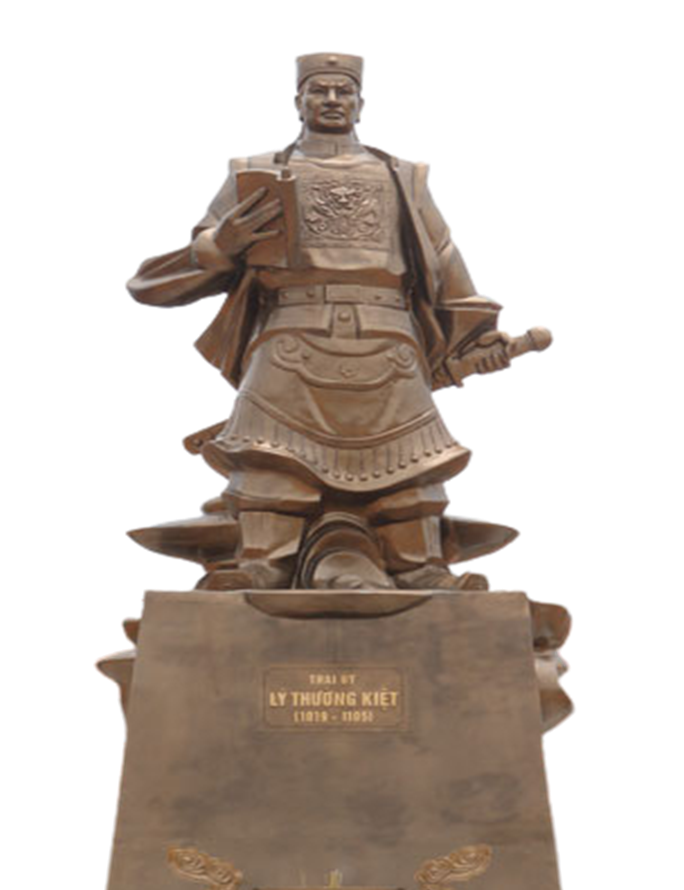 THÁI ÚY
LÝ THƯỜNG KIỆT
(1019 - 1105)